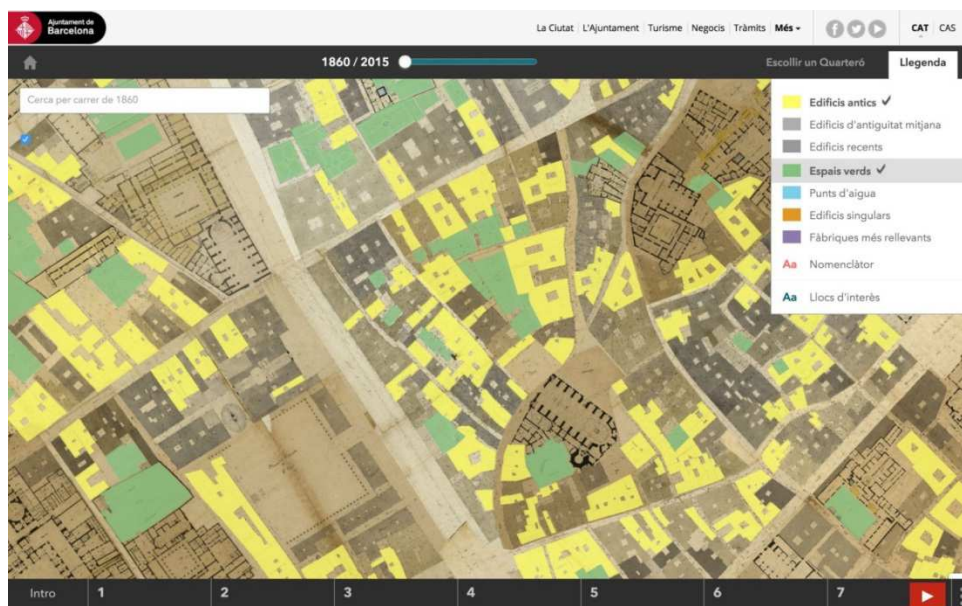 Ajuntament de
Barcelona
La Ciutat L'Ajuntament Turisme Negocis Tràmits Més
CAT CAS
1860 / 2015
Escollir un Quarteró
Llegenda
Cerca per carrer de 1860
Edificis antics
Edificis d'antiguitat mitjana
Edificis recents
Espais verds
Punts d'aigua
Edificis singulars
Fàbriques més rellevants
Aa Nomenclàtor
Aa Llocs d'interès
Intro 1 2 3 4 5 6 7